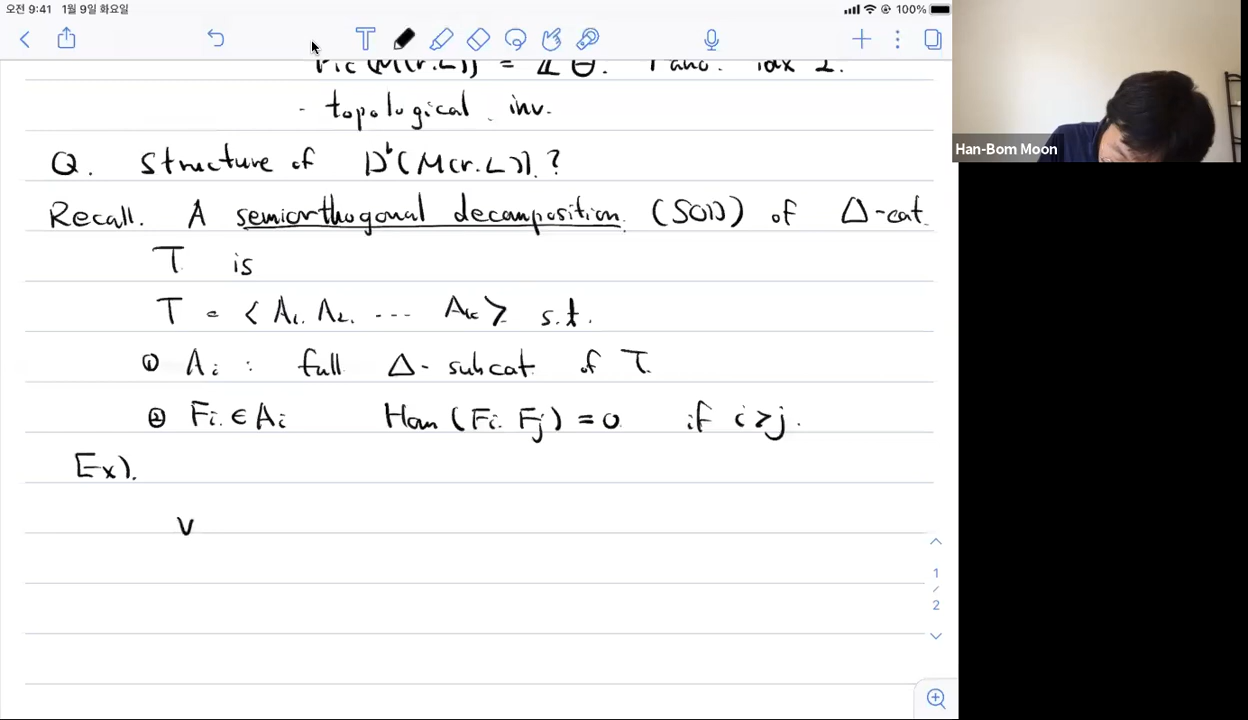 오전 9:41 1월 9일 화요일 100%
Pic(M(r.L)) = ℤΘ.
- topological inv.
Q. Structure of D^b(M(r.L)).?
Recall. A semiorthogonal decomposition. (SOD) of Δ-cat.
T is
T = < A₁. A₂. ... Aₖ > s.t.
① Aᵢ : full Δ-subcat of T
② Fᵢ ∈ Aᵢ Hom (Fᵢ. Fⱼ) = 0 if i > j.
Ex).
V
Han-Bom Moon
1
/
2